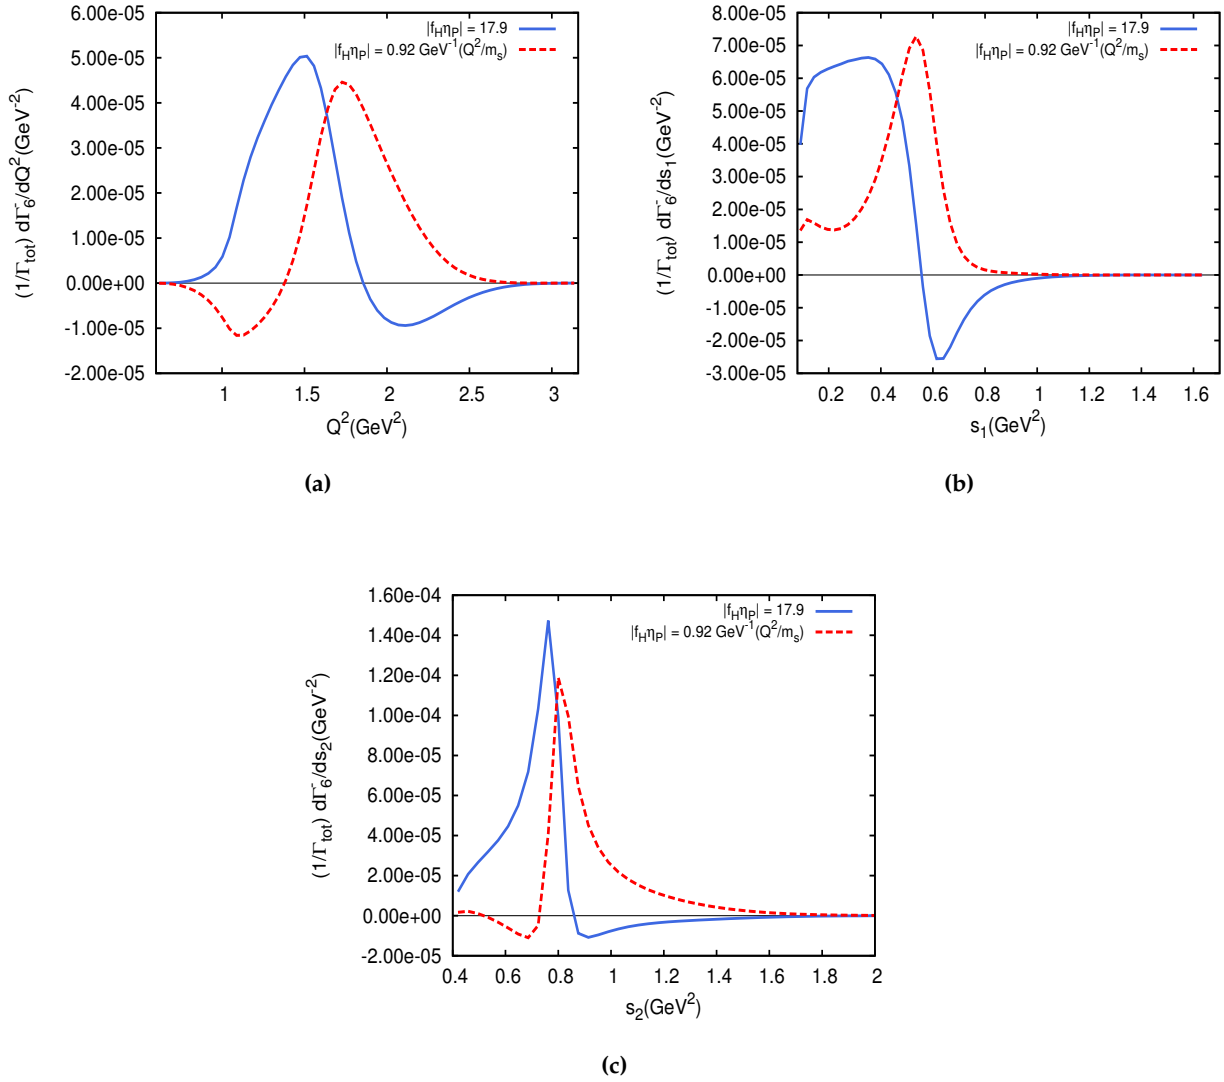 (1/Γtot) dΓ6⁻/dQ²(GeV⁻²)
6.00e-05
5.00e-05
4.00e-05
3.00e-05
2.00e-05
1.00e-05
0.00e+00
-1.00e-05
-2.00e-05
|fHηP| = 17.9
|fHηP| = 0.92 GeV⁻¹(Q²/ms)
1 1.5 2 2.5 3
Q²(GeV²)
(a)
(1/Γtot) dΓ6⁻/ds1(GeV⁻²)
8.00e-05
7.00e-05
6.00e-05
5.00e-05
4.00e-05
3.00e-05
2.00e-05
1.00e-05
0.00e+00
-1.00e-05
-2.00e-05
-3.00e-05
|fHηP| = 17.9
|fHηP| = 0.92 GeV⁻¹(Q²/ms)
0.2 0.4 0.6 0.8 1 1.2 1.4 1.6
s1(GeV²)
(b)
(1/Γtot) dΓ6⁻/ds2(GeV⁻²)
1.60e-04
1.40e-04
1.20e-04
1.00e-04
8.00e-05
6.00e-05
4.00e-05
2.00e-05
0.00e+00
-2.00e-05
|fHηP| = 17.9
|fHηP| = 0.92 GeV⁻¹(Q²/ms)
0.4 0.6 0.8 1 1.2 1.4 1.6 1.8 2
s2(GeV²)
(c)